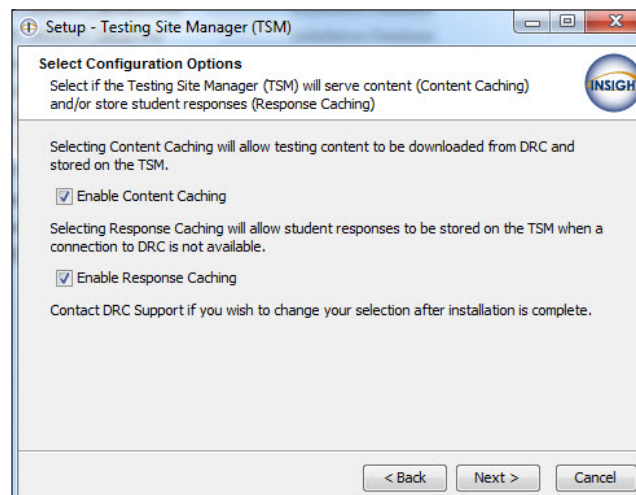 Setup - Testing Site Manager (TSM)
Select Configuration Options
Select if the Testing Site Manager (TSM) will serve content (Content Caching)
and/or store student responses (Response Caching)
INSIGH
Selecting Content Caching will allow testing content to be downloaded from DRC and
stored on the TSM.
Enable Content Caching
Selecting Response Caching will allow student responses to be stored on the TSM when a
connection to DRC is not available.
Enable Response Caching
Contact DRC Support if you wish to change your selection after installation is complete.
< Back Next > Cancel